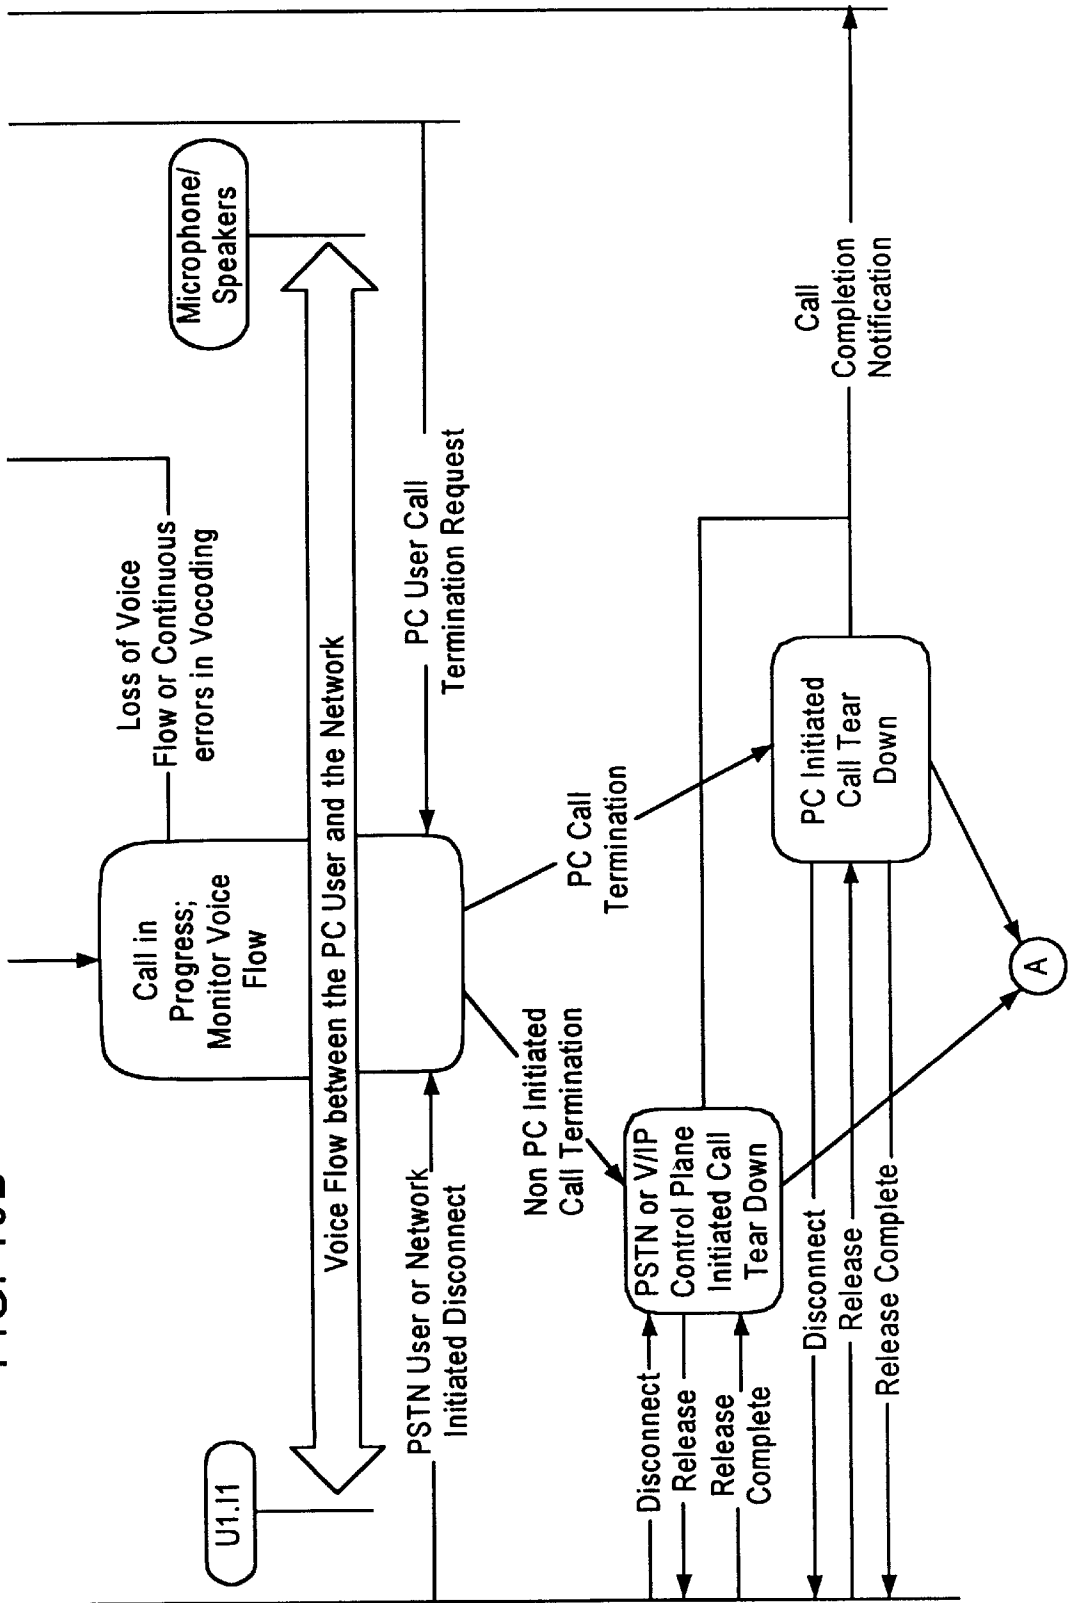 Call in
Progress;
Monitor Voice
Flow
Loss of Voice
Flow or Continuous
errors in Vocoding
Microphone/
Speakers
U1.I1
Voice Flow between the PC User and the Network
PSTN User or Network
Initiated Disconnect
PC User Call
Termination Request
Non PC Initiated
Call Termination
PC Call
Termination
PSTN or V/IP
Control Plane
Initiated Call
Tear Down
Disconnect
Release
Release
Complete
PC Initiated
Call Tear
Down
Call
Completion
Notification
Disconnect
Release
Release Complete
A